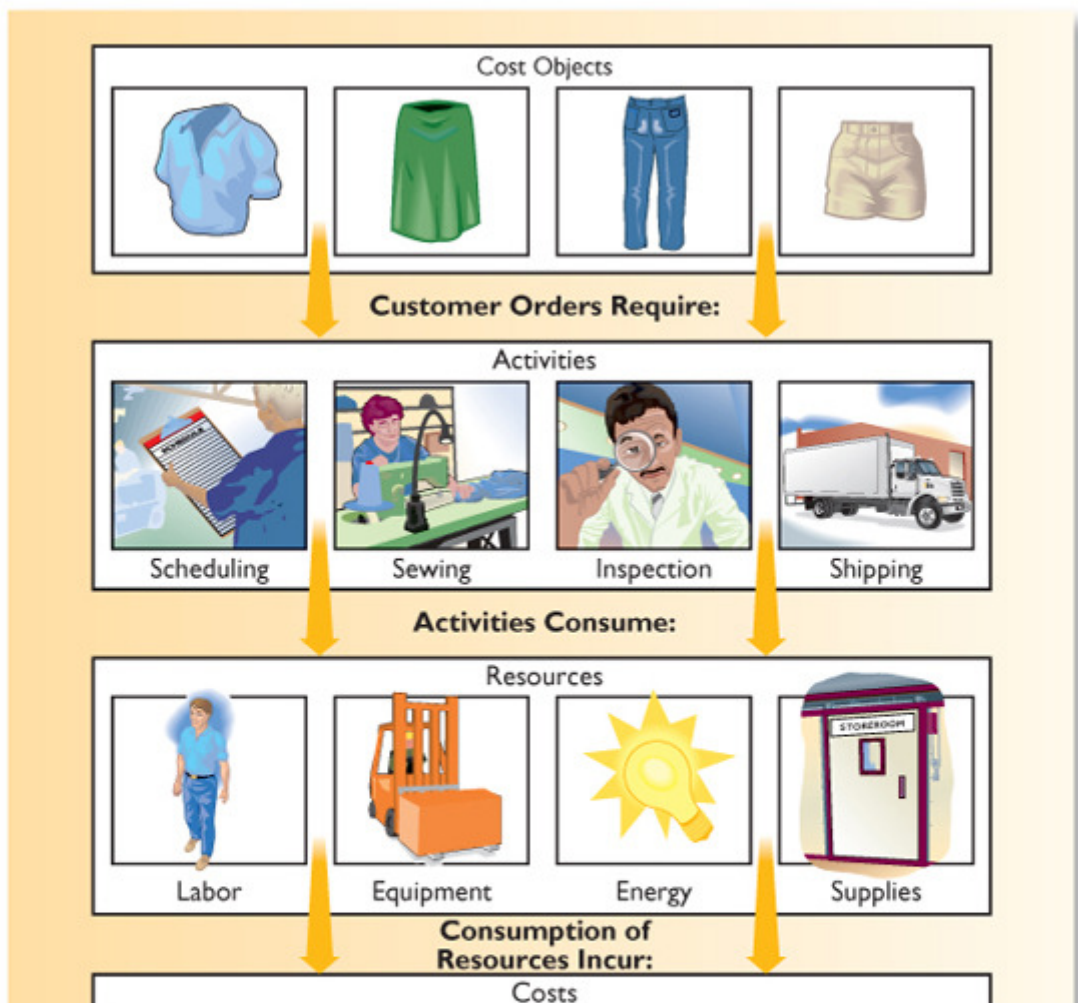 Cost Objects
Customer Orders Require:
Activities
SCHEDULE
Scheduling
Sewing
Inspection
Shipping
Activities Consume:
Resources
STOREROOM
Labor
Equipment
Energy
Supplies
Consumption of
Resources Incur:
Costs